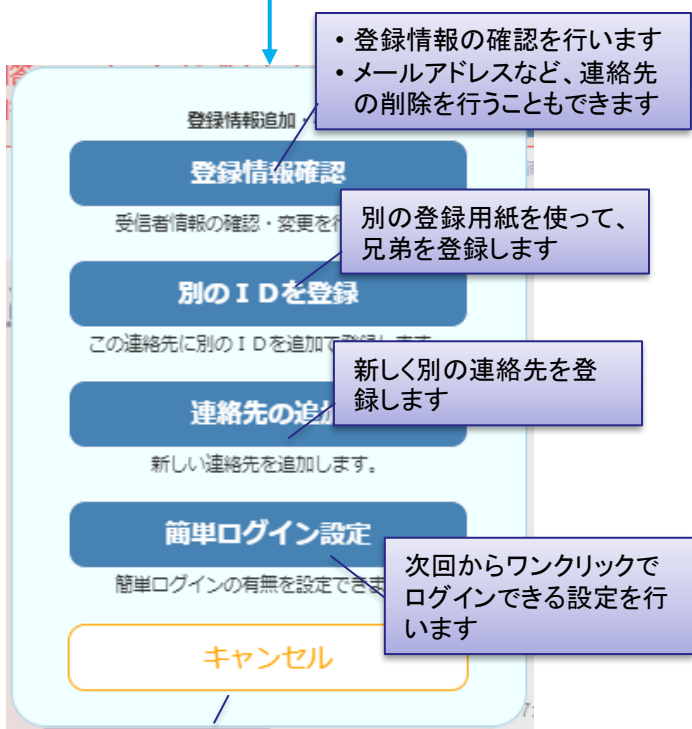 ・登録情報の確認を行います
・メールアドレスなど、連絡先
の削除を行うこともできます
登録情報追加・
登録情報確認
受信者情報の確認・変更を
別の登録用紙を使って、
兄弟を登録します
別のＩＤを登録
この連絡先に別のＩＤを追加で登録します。
新しく別の連絡先を登
録します
連絡先の追加
新しい連絡先を追加します。
簡単ログイン設定
簡単ログインの有無を設定できま
次回からワンクリックで
ログインできる設定を行
います
キャンセル